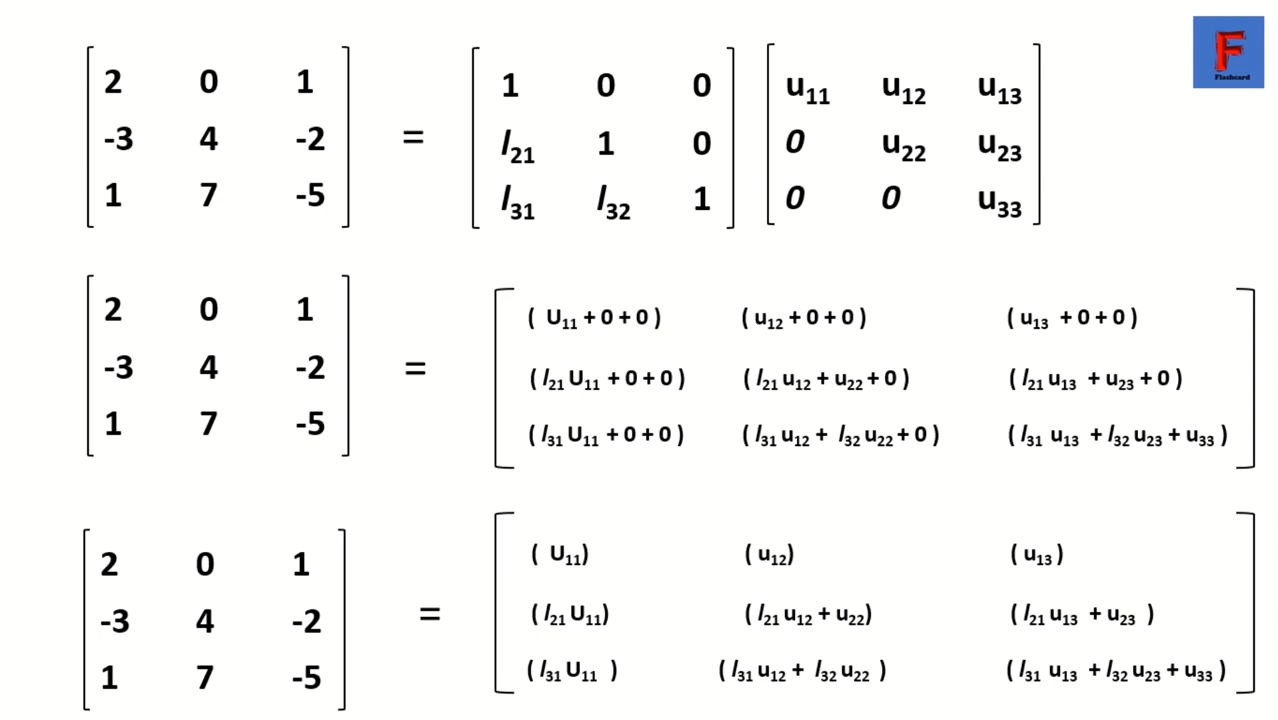 F
Flashcard
2 0 1
-3 4 -2
1 7 -5
=
1 0 0
l₂₁ 1 0
l₃₁ l₃₂ 1
u₁₁ u₁₂ u₁₃
0 u₂₂ u₂₃
0 0 u₃₃
2 0 1
-3 4 -2
1 7 -5
=
( U₁₁ + 0 + 0 ) ( u₁₂ + 0 + 0 ) ( u₁₃ + 0 + 0 )
( l₂₁ U₁₁ + 0 + 0 ) ( l₂₁ u₁₂ + u₂₂ + 0 ) ( l₂₁ u₁₃ + u₂₃ + 0 )
( l₃₁ U₁₁ + 0 + 0 ) ( l₃₁ u₁₂ + l₃₂ u₂₂ + 0 ) ( l₃₁ u₁₃ + l₃₂ u₂₃ + u₃₃ )
2 0 1
-3 4 -2
1 7 -5
=
( U₁₁) ( u₁₂) ( u₁₃ )
( l₂₁ U₁₁) ( l₂₁ u₁₂ + u₂₂) ( l₂₁ u₁₃ + u₂₃ )
( l₃₁ U₁₁ ) ( l₃₁ u₁₂ + l₃₂ u₂₂ ) ( l₃₁ u₁₃ + l₃₂ u₂₃ + u₃₃ )